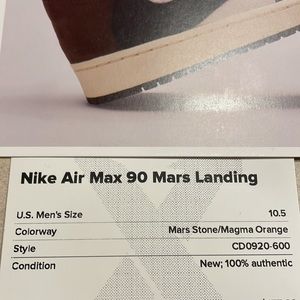 Nike Air Max 90 Mars Landing
U.S. Men's Size 10.5
Colorway Mars Stone/Magma Orange
Style CD0920-600
Condition New; 100% authentic